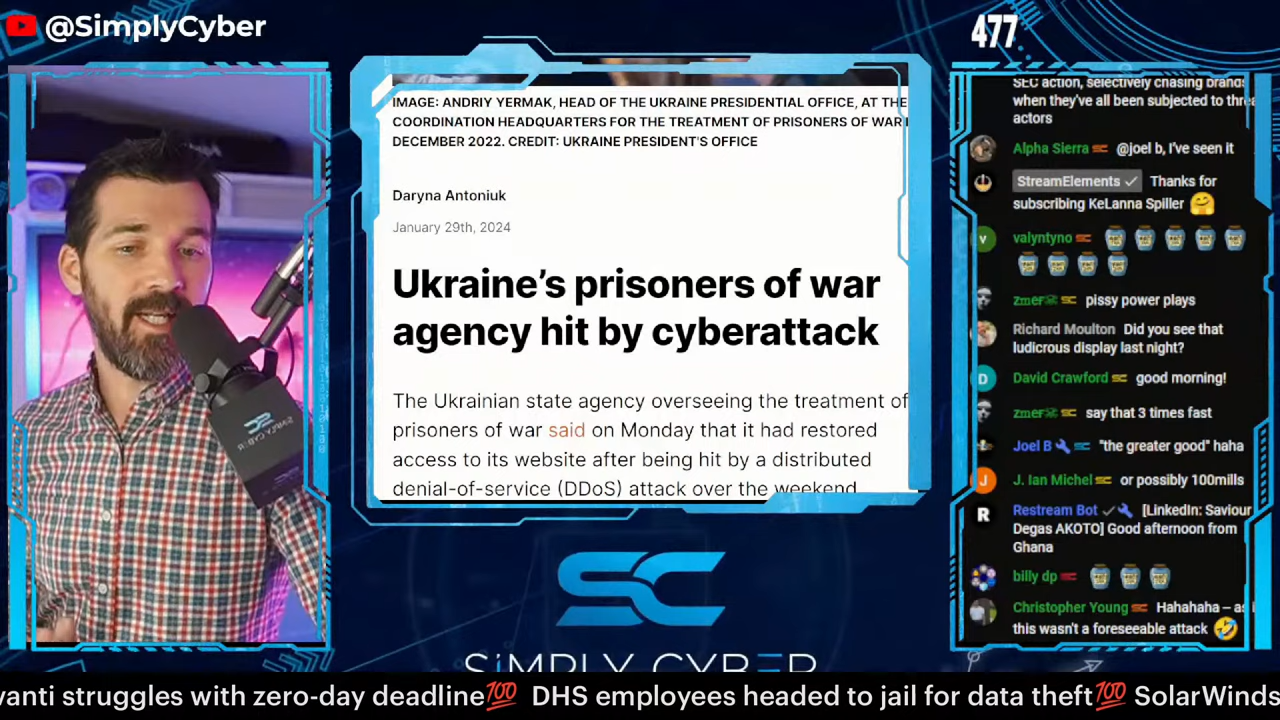 @SimplyCyber
477
IMAGE: ANDRIY YERMAK, HEAD OF THE UKRAINE PRESIDENTIAL OFFICE, AT THE
COORDINATION HEADQUARTERS FOR THE TREATMENT OF PRISONERS OF WAR
DECEMBER 2022. CREDIT: UKRAINE PRESIDENT'S OFFICE
Daryna Antoniuk
January 29th, 2024
Ukraine’s prisoners of war
agency hit by cyberattack
The Ukrainian state agency overseeing the treatment of
prisoners of war said on Monday that it had restored
access to its website after being hit by a distributed
denial-of-service (DDoS) attack over the weekend
SC
SIMPLY CYBER
SEC action, selectively chasing brands
when they've all been subjected to
actors
Alpha Sierra @joel b, I've seen it
StreamElements Thanks for
subscribing KeLanna Spiller 🤗
valyntyno
zmer pissy power plays
Richard Moulton Did you see that
ludicrous display last night?
D David Crawford good morning!
zmer say that 3 times fast
Joel B 🔧 "the greater good" haha
J J. Ian Michel or possibly 100mills
R Restream Bot 🔧 [LinkedIn: Saviour
Degas AKOTO] Good afternoon from
Ghana
billy dp
Christopher Young Hahahaha – as
this wasn't a foreseeable attack 🤣
vanti struggles with zero-day deadline💯 DHS employees headed to jail for data theft💯 SolarWinds